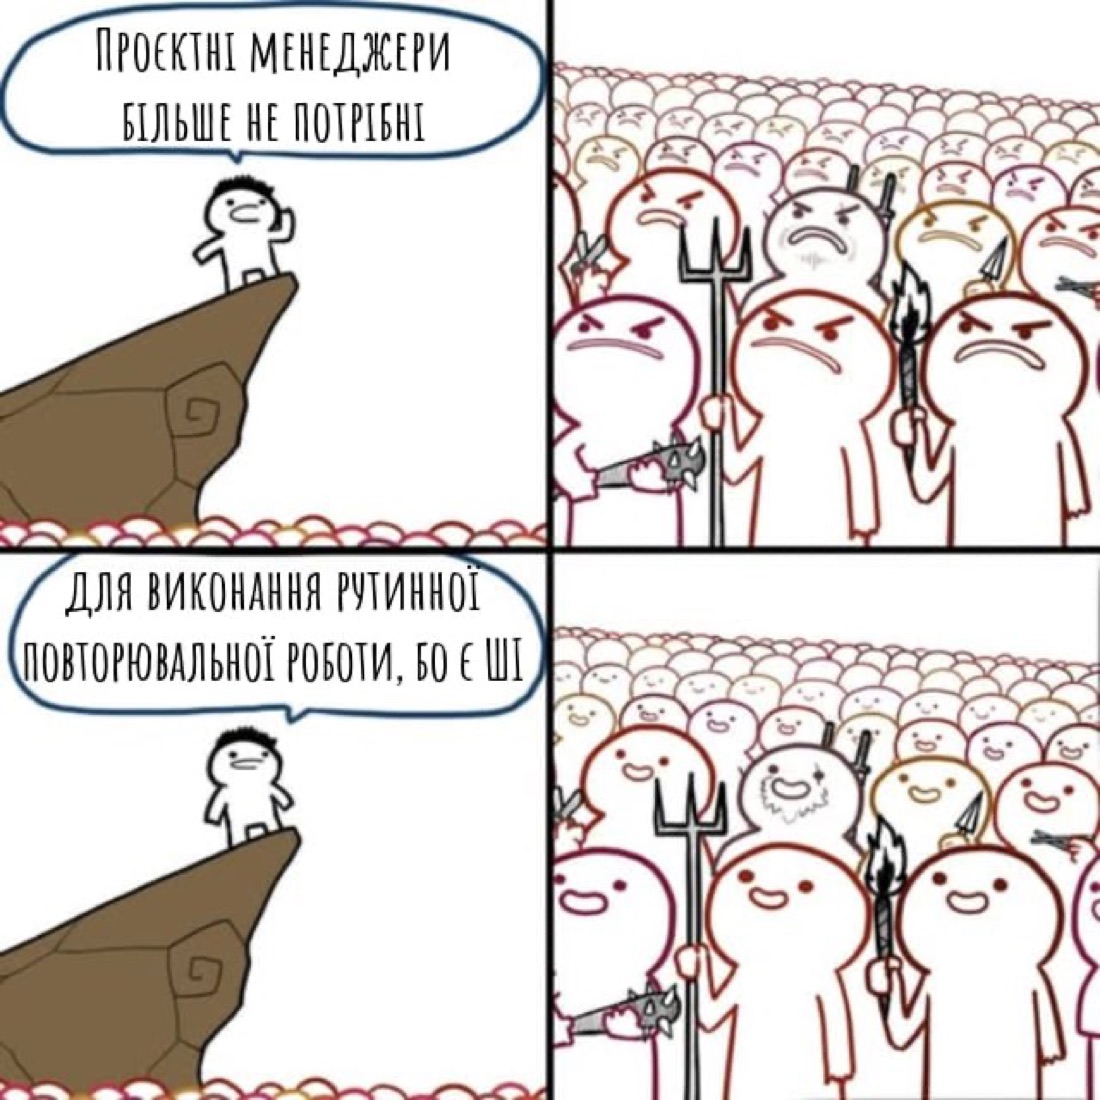 Проєктні менеджери
більше не потрібні
для виконання рутинної
повторювальної роботи, бо є ШІ